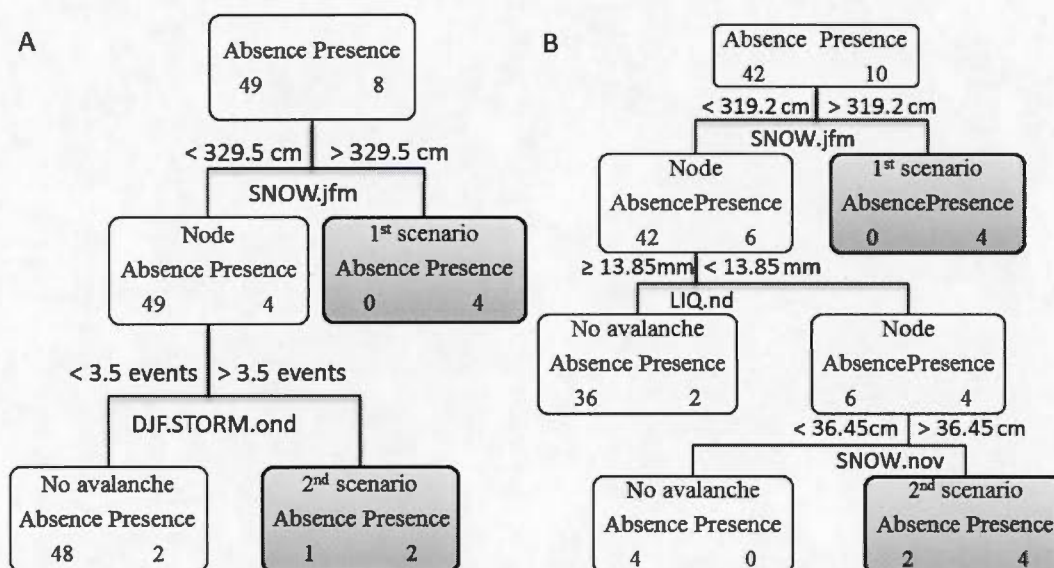 A
Absence Presence
49 8
< 329.5 cm > 329.5 cm
SNOW.jfm
Node
Absence Presence
49 4
1st scenario
Absence Presence
0 4
< 3.5 events > 3.5 events
DJF.STORM.ond
No avalanche
Absence Presence
48 2
2nd scenario
Absence Presence
1 2
B
Absence Presence
42 10
< 319.2 cm > 319.2 cm
SNOW.jfm
Node
AbsencePresence
42 6
1st scenario
AbsencePresence
0 4
≥ 13.85mm < 13.85 mm
LIQ.nd
No avalanche
Absence Presence
36 2
Node
AbsencePresence
6 4
< 36.45cm > 36.45 cm
SNOW.nov
No avalanche
Absence Presence
4 0
2nd scenario
Absence Presence
2 4